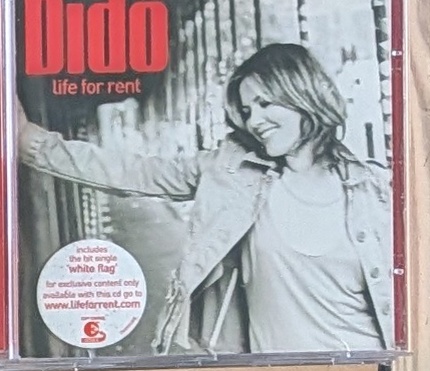 Dido
life for rent
includes
the hit single
'white flag'
for exclusive content only
available with this cd go to
www.lifeforrent.com